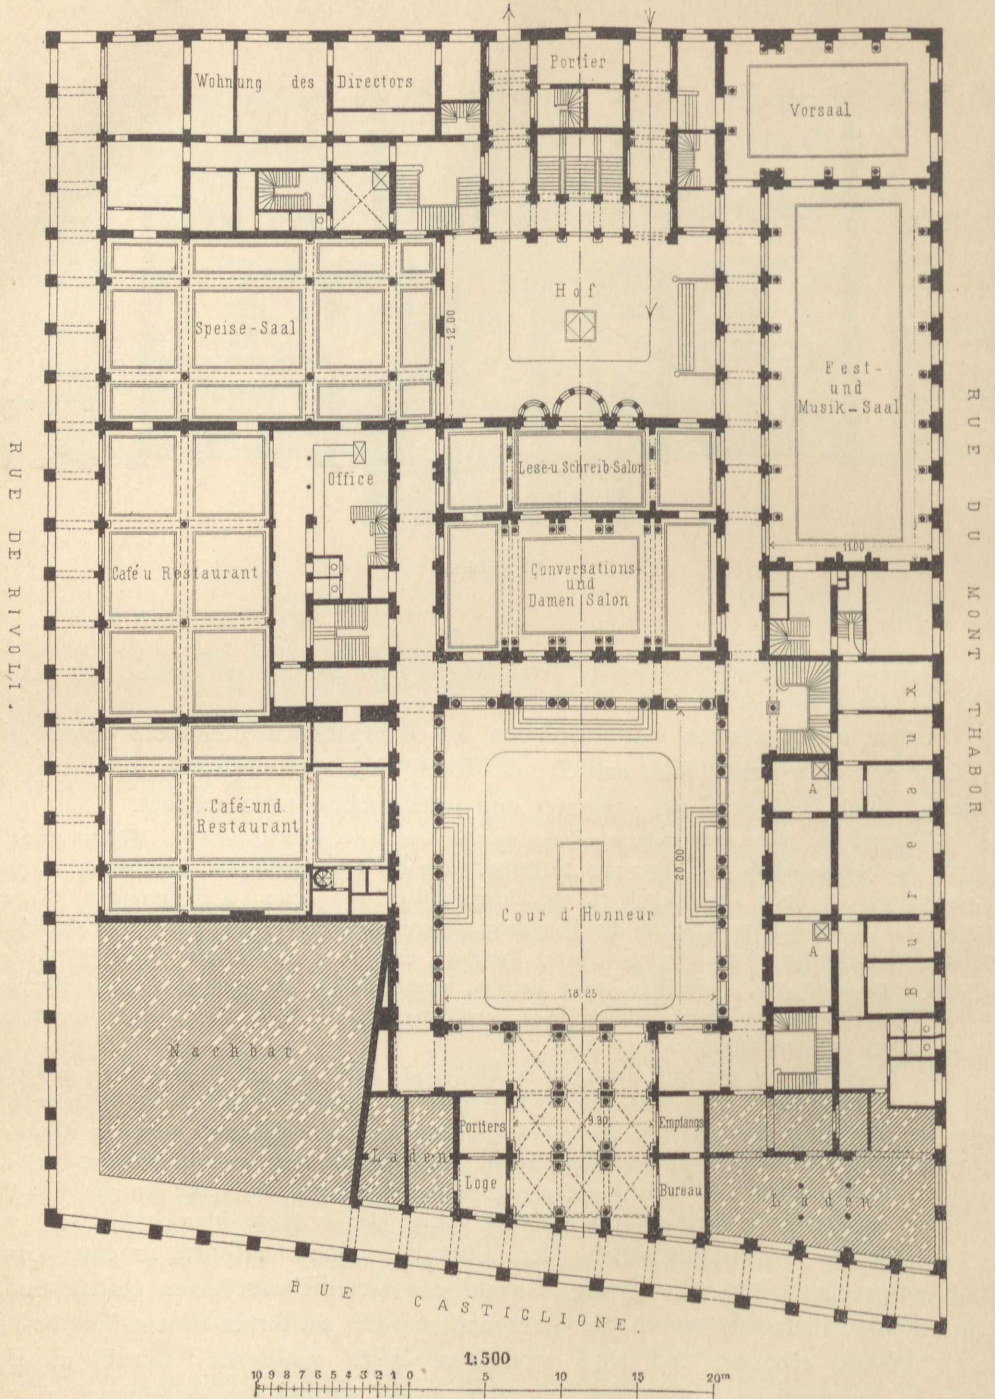 Wohnung des Directors
Portier
Vorsaal
Hof
Speise-Saal
12.00
Fest-
und
Musik-Saal
11.00
Lese-u Schreib-Salon
Office
Café u Restaurant
Conversations-
und
Damen Salon
RUE DE RIVOLI.
RUE DU MONT THABOR
Café-und
Restaurant
A
20.00
Cour d'Honneur
A
Bureaux
18.25
Nachbar
Portiers
Loge
9.30
Empfangs
Bureau
Laden
Laden
RUE CASTICLIONE.
1:500
10 9 8 7 6 5 4 3 2 1 0 5 10 15 20m